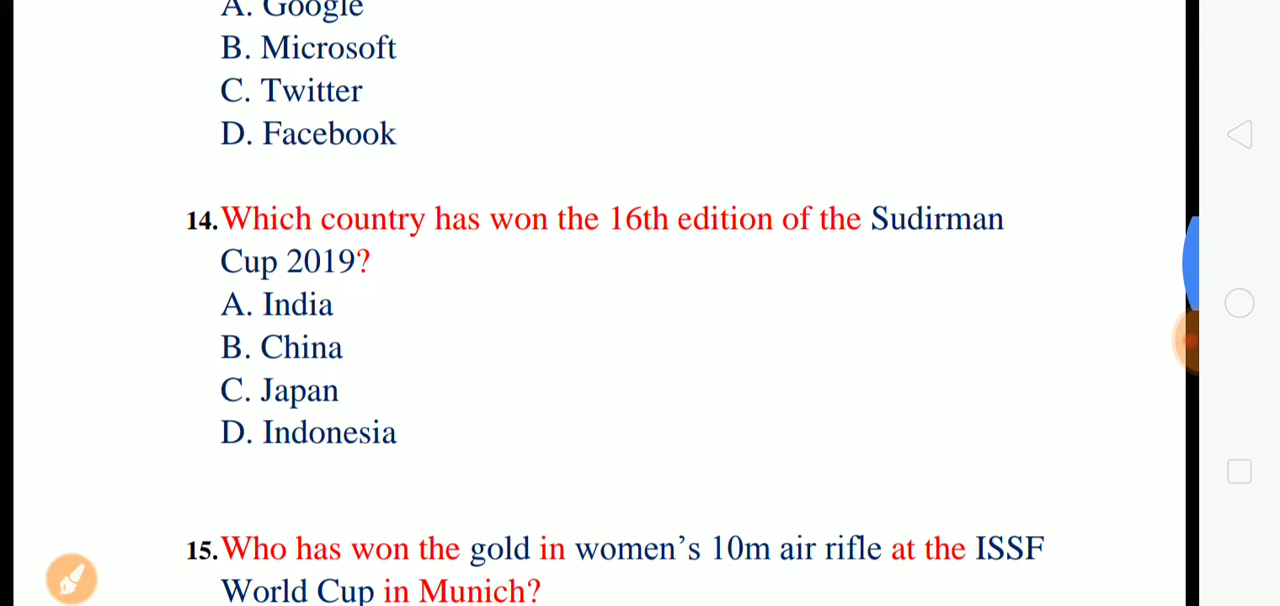 A. Google
B. Microsoft
C. Twitter
D. Facebook
14. Which country has won the 16th edition of the Sudirman
Cup 2019?
A. India
B. China
C. Japan
D. Indonesia
15. Who has won the gold in women’s 10m air rifle at the ISSF
World Cup in Munich?